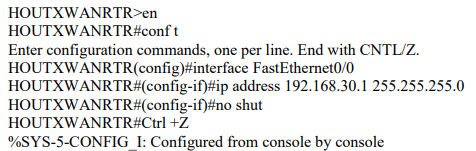 HOUTXWANRTR>en
HOUTXWANRTR#conf t
Enter configuration commands, one per line. End with CNTL/Z.
HOUTXWANRTR(config)#interface FastEthernet0/0
HOUTXWANRTR#(config-if)#ip address 192.168.30.1 255.255.255.0
HOUTXWANRTR#(config-if)#no shut
HOUTXWANRTR#Ctrl +Z
%SYS-5-CONFIG_I: Configured from console by console